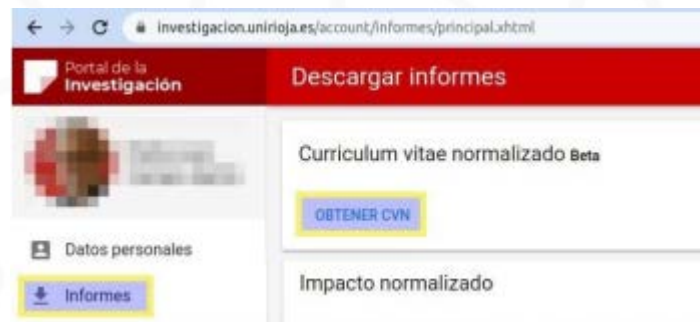 investigacion.unirioja.es/account/informes/principal.xhtml
Portal de la
Investigación
Descargar informes
Curriculum vitae normalizado Beta
OBTENER CVN
Datos personales
Informes
Impacto normalizado